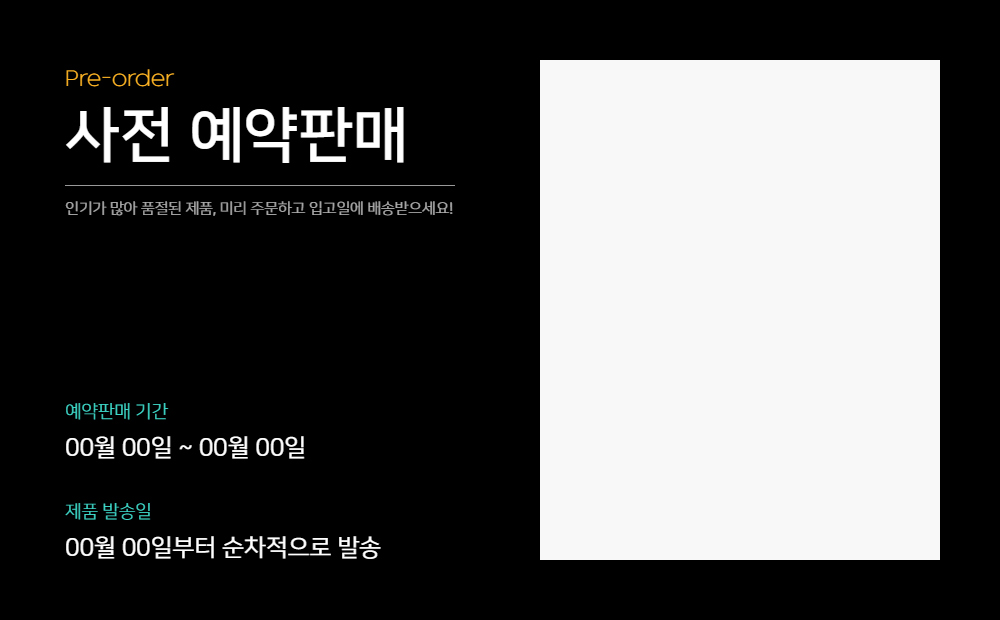 Pre-order
사전 예약판매
인기가 많아 품절된 제품, 미리 주문하고 입고일에 배송받으세요!
예약판매 기간
00월 00일 ~ 00월 00일
제품 발송일
00월 00일부터 순차적으로 발송